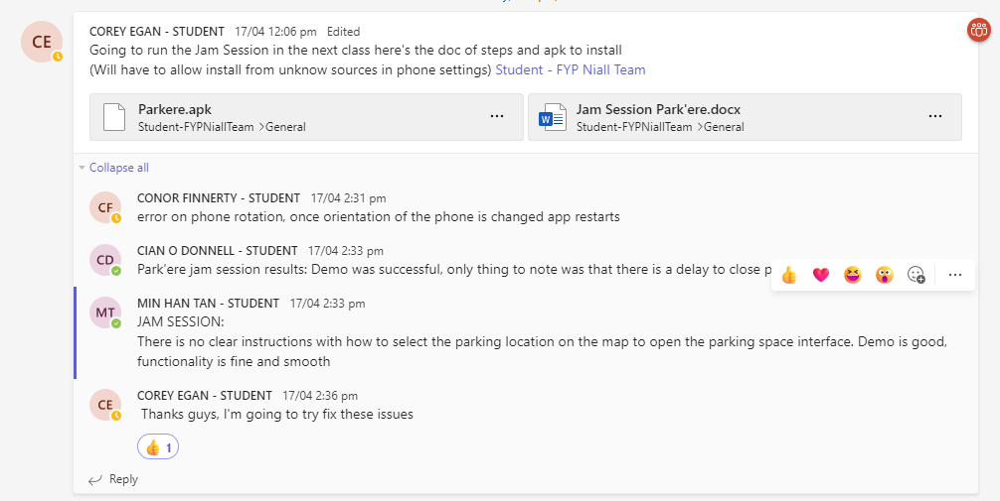 COREY EGAN - STUDENT 17/04 12:06 pm Edited
Going to run the Jam Session in the next class here's the doc of steps and apk to install
(Will have to allow install from unknow sources in phone settings) Student - FYP Niall Team
Parkere.apk
Student-FYPNiallTeam >General
Jam Session Park'ere.docx
Student-FYPNiallTeam >General
Collapse all
CONOR FINNERTY - STUDENT 17/04 2:31 pm
error on phone rotation, once orientation of the phone is changed app restarts
CIAN O DONNELL - STUDENT 17/04 2:33 pm
Park'ere jam session results: Demo was successful, only thing to note was that there is a delay to close
MIN HAN TAN - STUDENT 17/04 2:33 pm
JAM SESSION:
There is no clear instructions with how to select the parking location on the map to open the parking space interface. Demo is good,
functionality is fine and smooth
COREY EGAN - STUDENT 17/04 2:36 pm
Thanks guys, I'm going to try fix these issues
1
Reply
CE
CF
CD
MT
CE